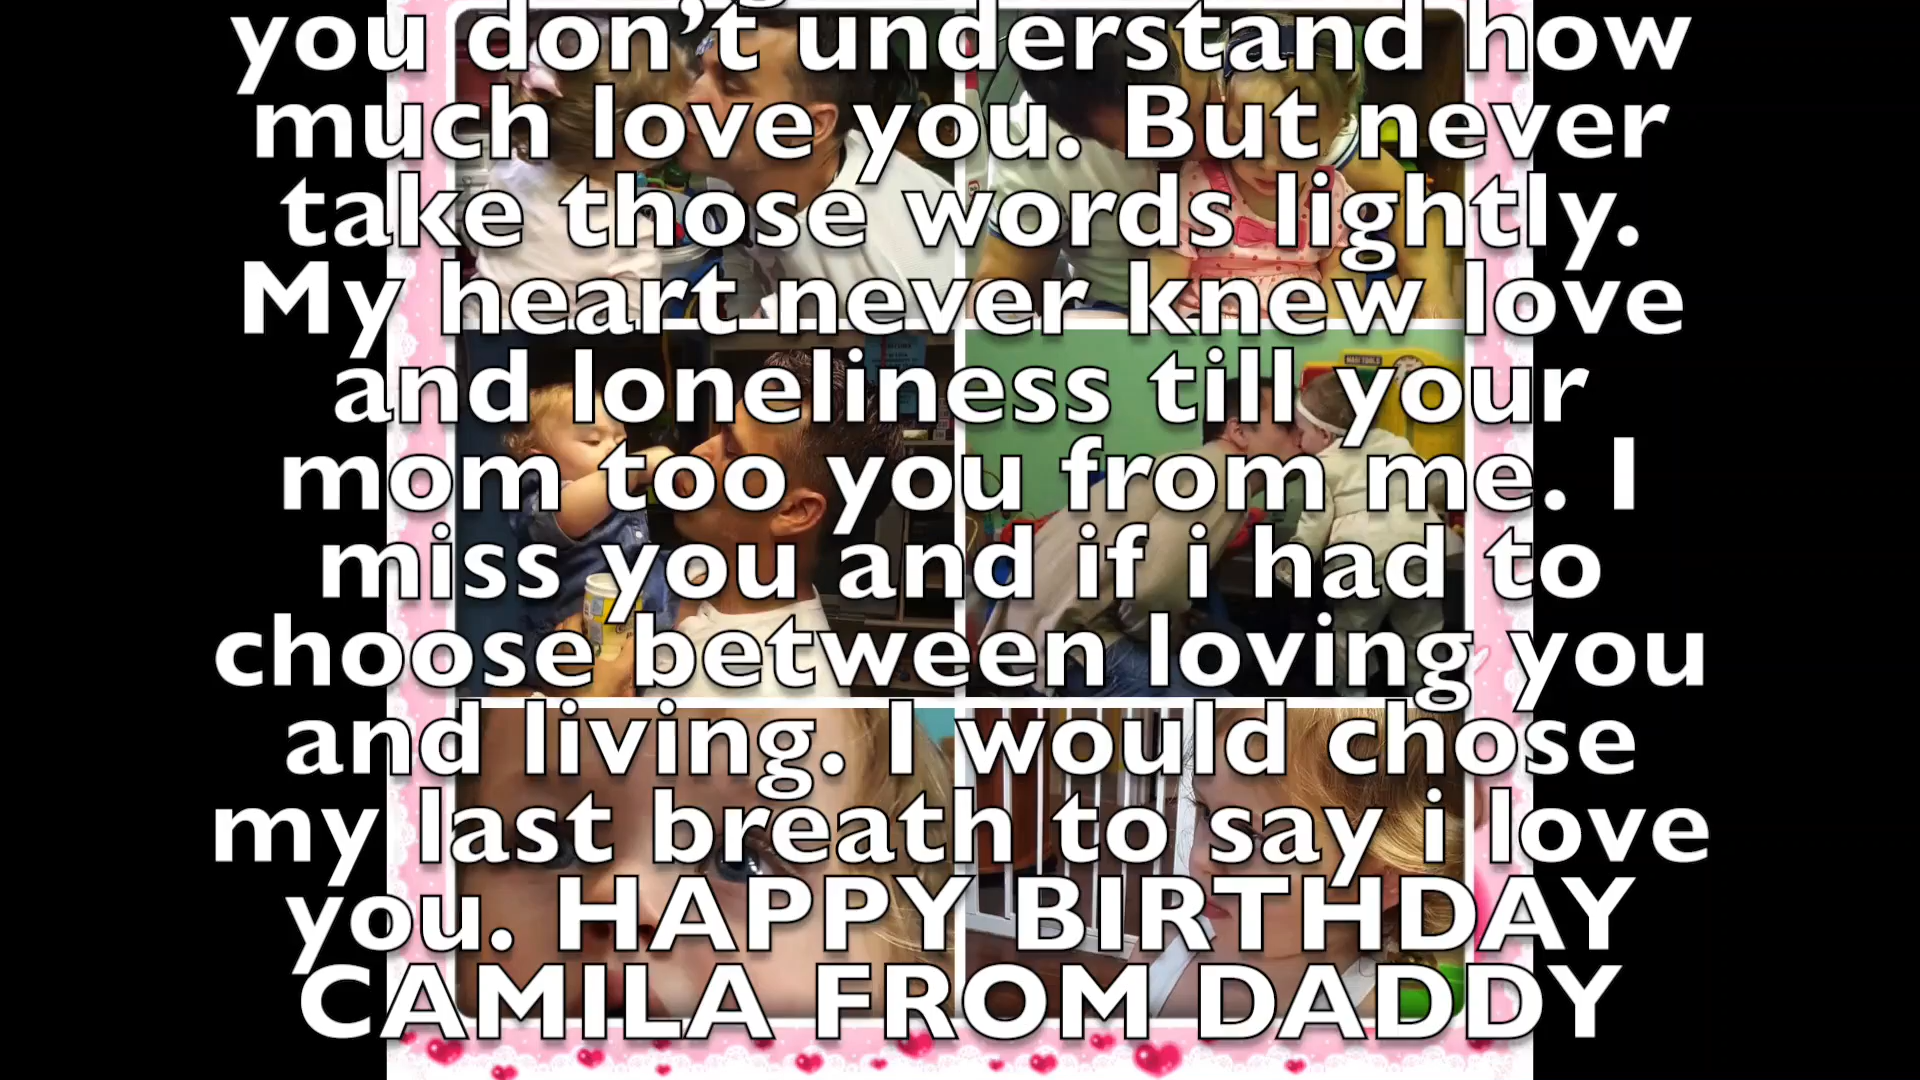 you don't understand how
much love you. But never
take those words lightly.
My heart never knew love
and loneliness till your
mom too you from me. I
miss you and if i had to
choose between loving you
and living. I would chose
my last breath to say i love
you. HAPPY BIRTHDAY
CAMILA FROM DADDY